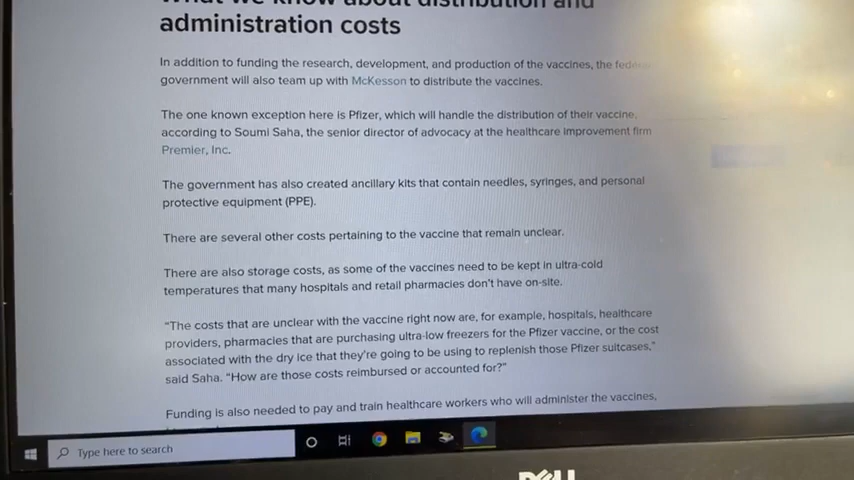 What we know about distribution and
administration costs
In addition to funding the research, development, and production of the vaccines, the federal
government will also team up with McKesson to distribute the vaccines.
The one known exception here is Pfizer, which will handle the distribution of their vaccine,
according to Soumi Saha, the senior director of advocacy at the healthcare improvement firm
Premier, Inc.
The government has also created ancillary kits that contain needles, syringes, and personal
protective equipment (PPE).
There are several other costs pertaining to the vaccine that remain unclear.
There are also storage costs, as some of the vaccines need to be kept in ultra-cold
temperatures that many hospitals and retail pharmacies don't have on-site.
“The costs that are unclear with the vaccine right now are, for example, hospitals, healthcare
providers, pharmacies that are purchasing ultra-low freezers for the Pfizer vaccine, or the cost
associated with the dry ice that they're going to be using to replenish those Pfizer suitcases,”
said Saha. “How are those costs reimbursed or accounted for?”
Funding is also needed to pay and train healthcare workers who will administer the vaccines,
Type here to search
DELL